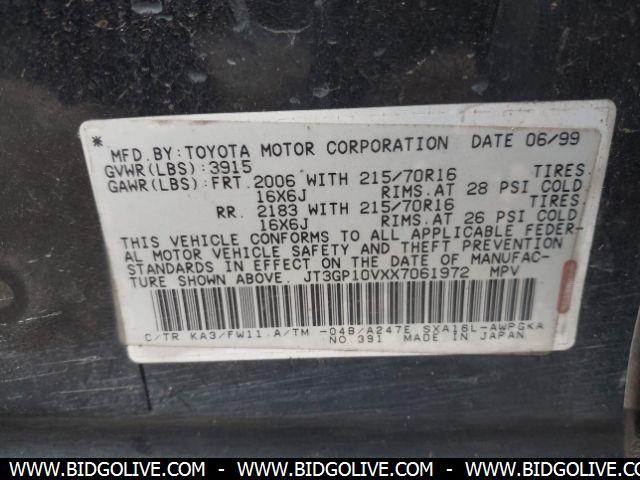 * MFD.BY:TOYOTA MOTOR CORPORATION DATE 06/99
GVWR(LBS):3915
GAWR(LBS):FRT.2006 WITH 215/70R16 TIRES.
16X6J RIMS.AT 28 PSI COLD
RR. 2183 WITH 215/70R16 TIRES.
16X6J RIMS.AT 26 PSI COLD
THIS VEHICLE CONFORMS TO ALL APPLICABLE FEDER-
AL MOTOR VEHICLE SAFETY AND THEFT PREVENTION
STANDARDS IN EFFECT ON THE DATE OF MANUFAC-
TURE SHOWN ABOVE. JT3GP10VXX7061972 MPV
C/TR KA3/FW11 A/TM -04B/A247E SXA16L-AWPGKA
NO.391 MADE IN JAPAN
WWW.BIDGOLIVE.COM - WWW.BIDGOLIVE.COM - WWW.BIDGOLIVE.COM